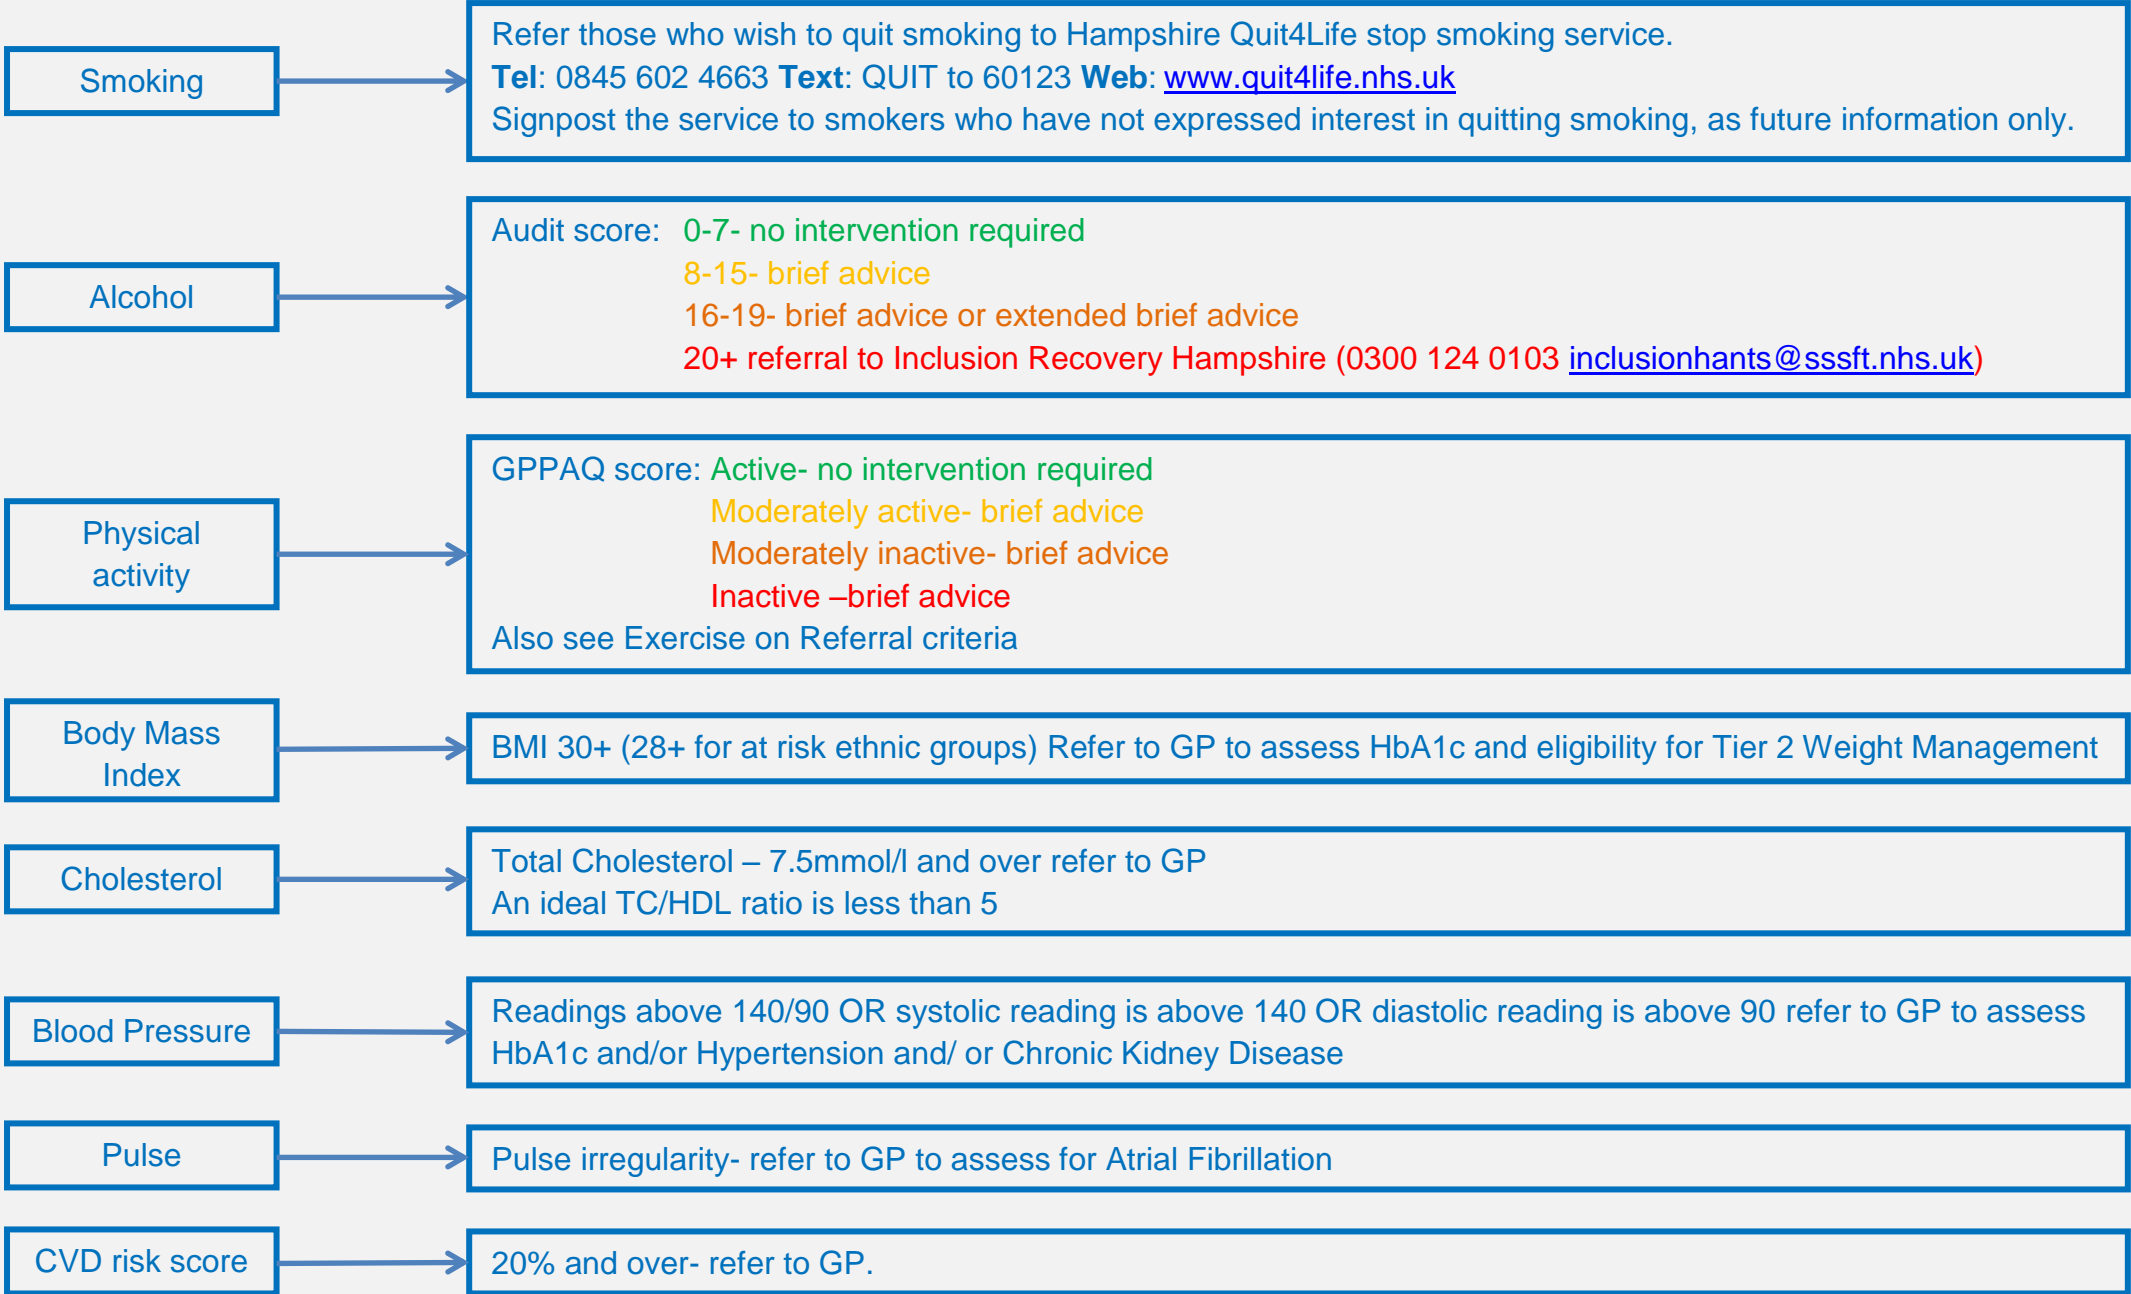 Smoking
Refer those who wish to quit smoking to Hampshire Quit4Life stop smoking service.
Tel: 0845 602 4663 Text: QUIT to 60123 Web: www.quit4life.nhs.uk
Signpost the service to smokers who have not expressed interest in quitting smoking, as future information only.
Alcohol
Audit score: 0-7- no intervention required
8-15- brief advice
16-19- brief advice or extended brief advice
20+ referral to Inclusion Recovery Hampshire (0300 124 0103 inclusionhants@sssft.nhs.uk)
Physical
activity
GPPAQ score: Active- no intervention required
Moderately active- brief advice
Moderately inactive- brief advice
Inactive –brief advice
Also see Exercise on Referral criteria
Body Mass
Index
BMI 30+ (28+ for at risk ethnic groups) Refer to GP to assess HbA1c and eligibility for Tier 2 Weight Management
Cholesterol
Total Cholesterol – 7.5mmol/l and over refer to GP
An ideal TC/HDL ratio is less than 5
Blood Pressure
Readings above 140/90 OR systolic reading is above 140 OR diastolic reading is above 90 refer to GP to assess
HbA1c and/or Hypertension and/ or Chronic Kidney Disease
Pulse
Pulse irregularity- refer to GP to assess for Atrial Fibrillation
CVD risk score
20% and over- refer to GP.